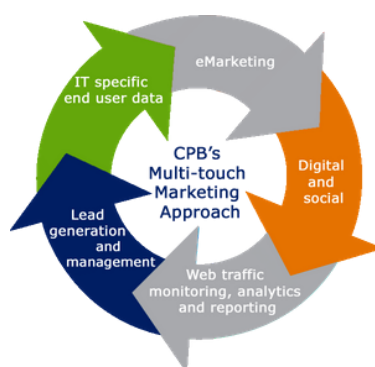 eMarketing
Digital
and
social
Web traffic
monitoring, analytics
and reporting
Lead
generation
and
management
IT specific
end user data
CPB's
Multi-touch
Marketing
Approach